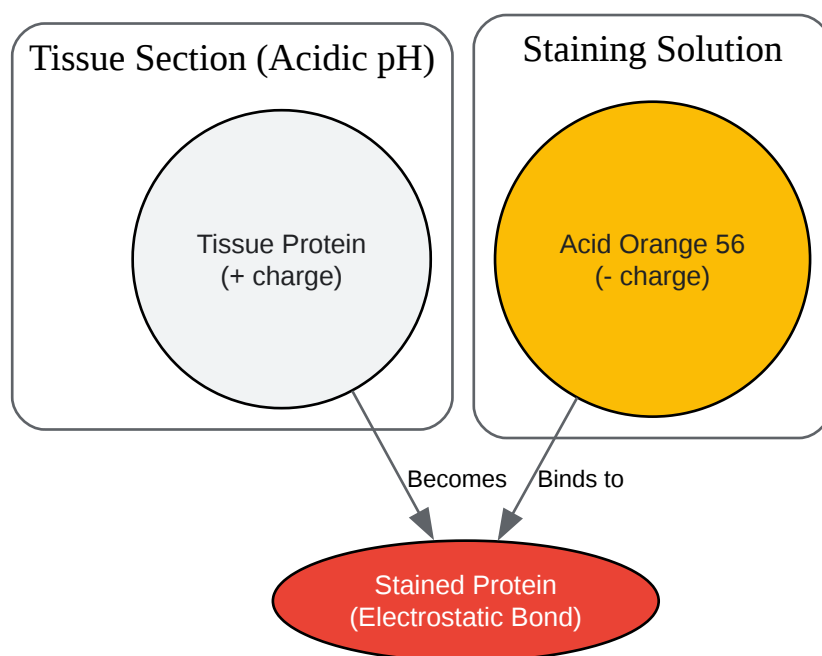 Tissue Section (Acidic pH)
Staining Solution
Tissue Protein
(+ charge)
Acid Orange 56
(- charge)
Becomes
Binds to
Stained Protein
(Electrostatic Bond)